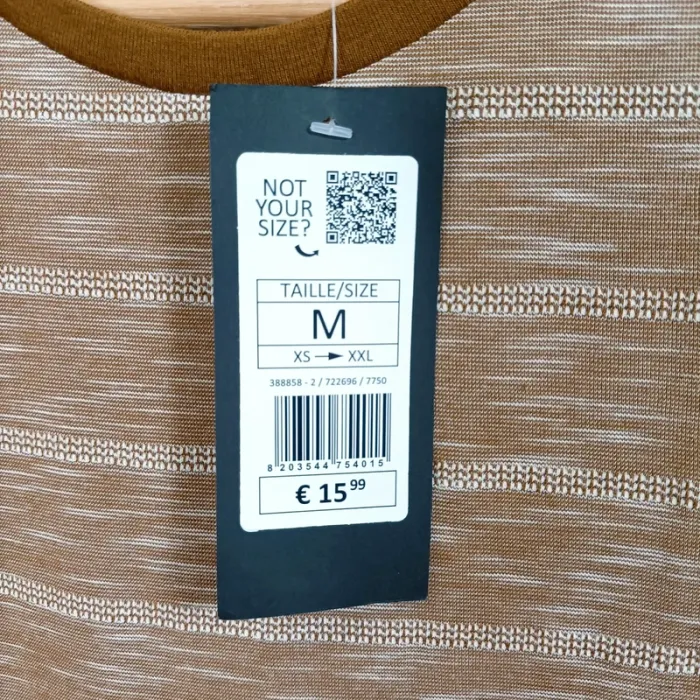 NOT
YOUR
SIZE?
TAILLE/SIZE
M
XS → XXL
388858 - 2 / 722696 / 7750
8 203544 754015
€ 15 99